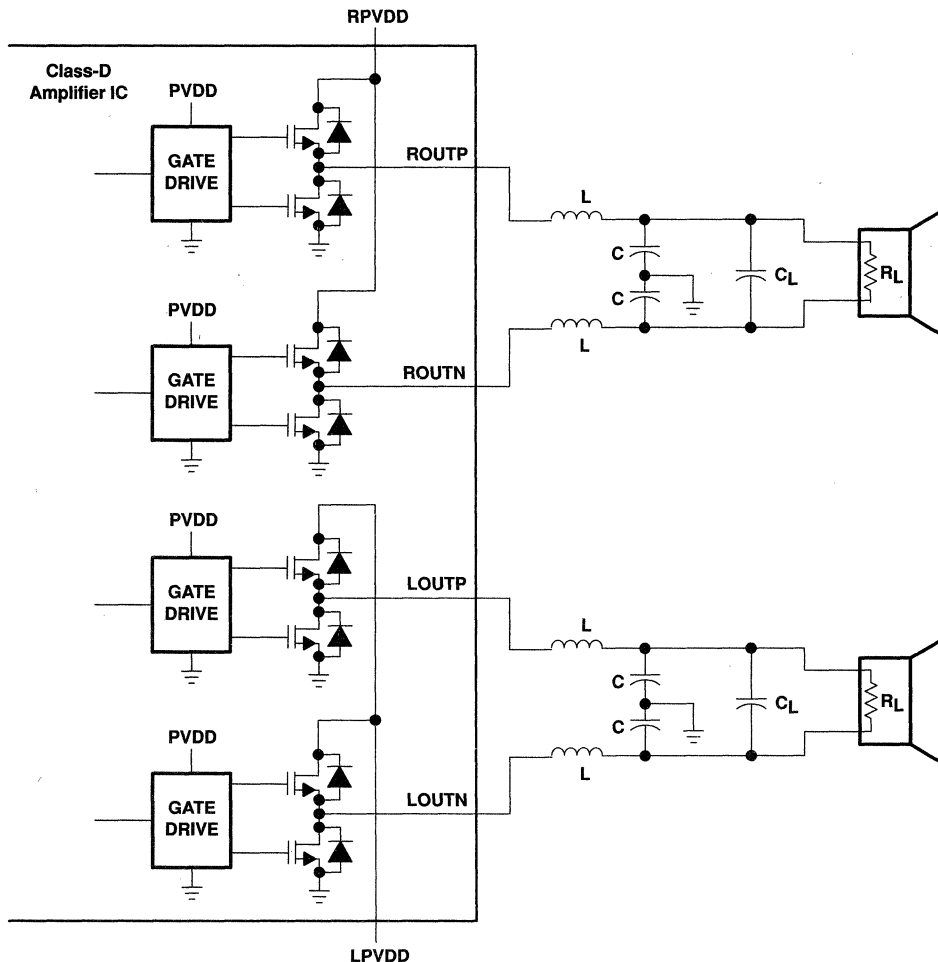 RPVDD
Class-D
Amplifier IC
PVDD
GATE
DRIVE
ROUTP
L
C
C
CL
RL
PVDD
GATE
DRIVE
ROUTN
L
PVDD
GATE
DRIVE
LOUTP
L
C
C
CL
RL
PVDD
GATE
DRIVE
LOUTN
L
LPVDD